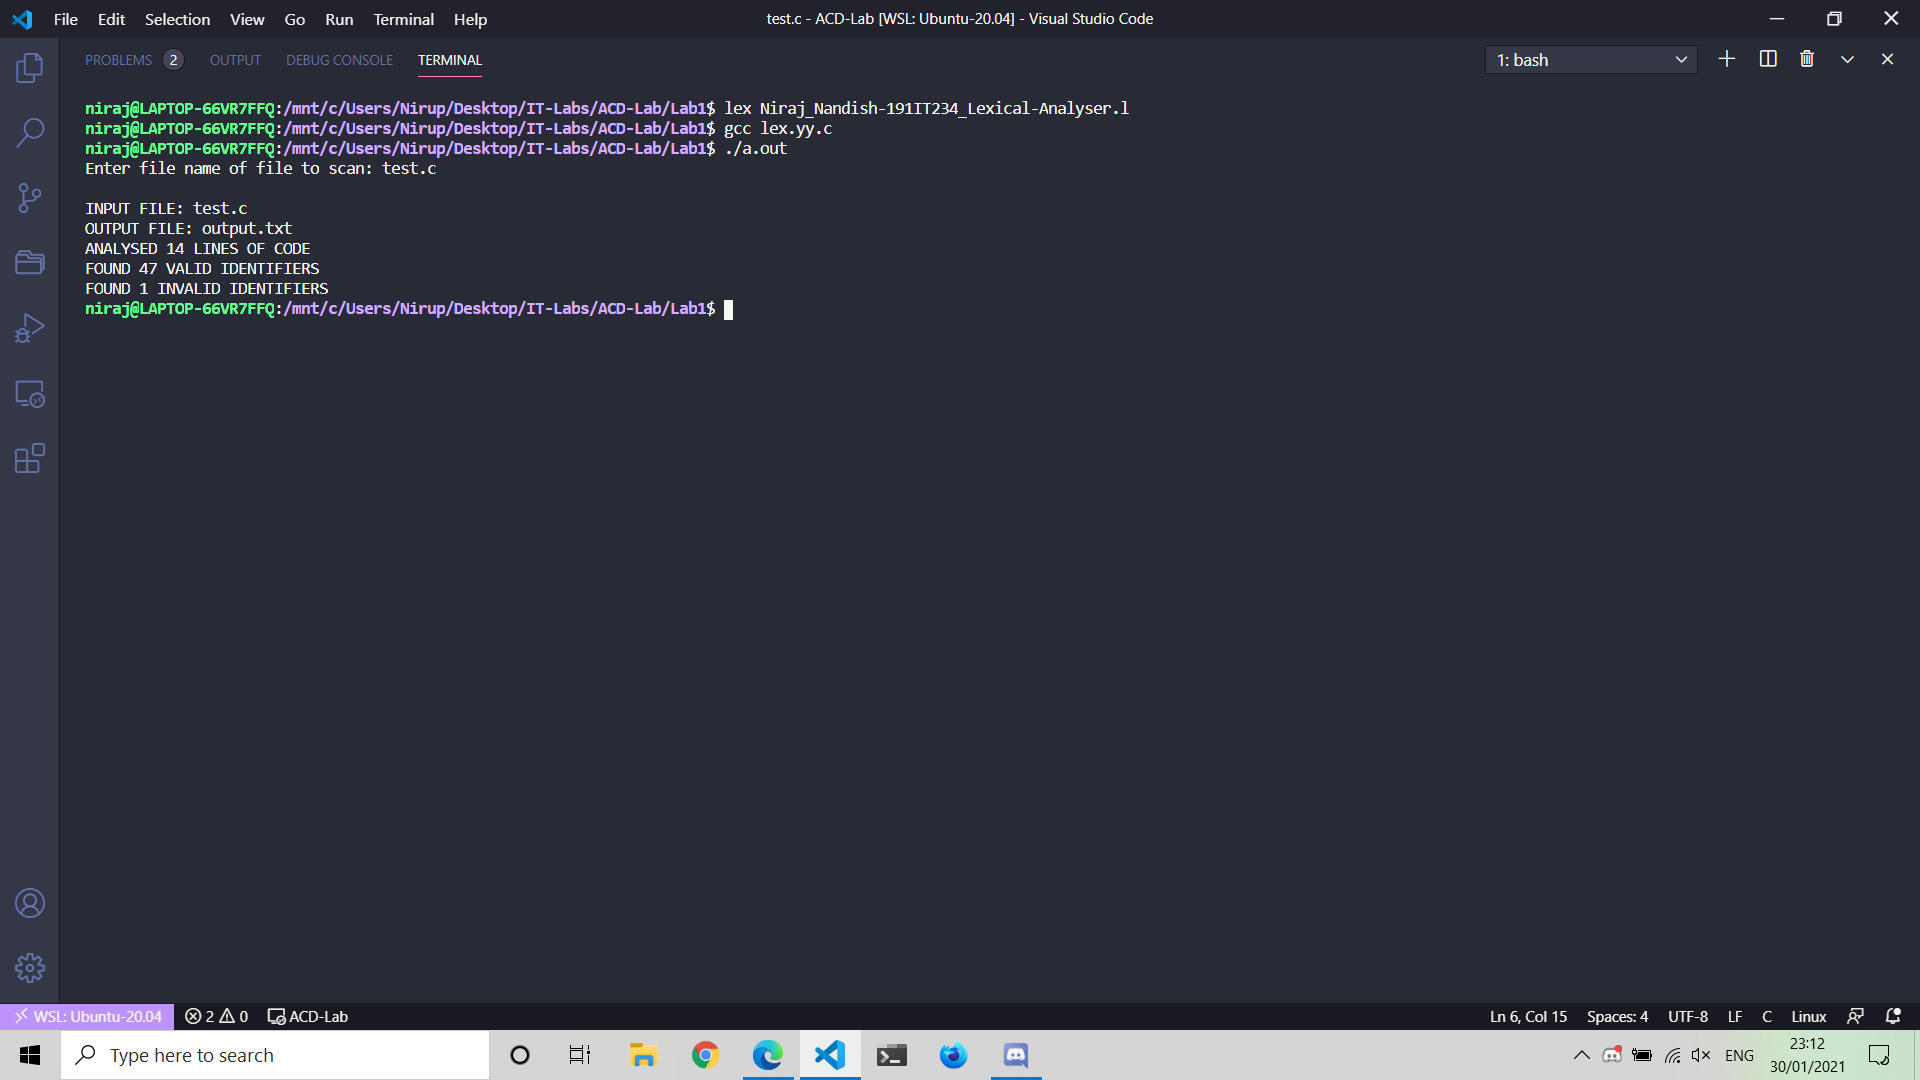 File Edit Selection View Go Run Terminal Help
test.c - ACD-Lab [WSL: Ubuntu-20.04] - Visual Studio Code
PROBLEMS 2 OUTPUT DEBUG CONSOLE TERMINAL
1: bash
niraj@LAPTOP-66VR7FFQ:/mnt/c/Users/Nirup/Desktop/IT-Labs/ACD-Lab/Lab1$ lex Niraj_Nandish-191IT234_Lexical-Analyser.l
niraj@LAPTOP-66VR7FFQ:/mnt/c/Users/Nirup/Desktop/IT-Labs/ACD-Lab/Lab1$ gcc lex.yy.c
niraj@LAPTOP-66VR7FFQ:/mnt/c/Users/Nirup/Desktop/IT-Labs/ACD-Lab/Lab1$ ./a.out
Enter file name of file to scan: test.c
INPUT FILE: test.c
OUTPUT FILE: output.txt
ANALYSED 14 LINES OF CODE
FOUND 47 VALID IDENTIFIERS
FOUND 1 INVALID IDENTIFIERS
niraj@LAPTOP-66VR7FFQ:/mnt/c/Users/Nirup/Desktop/IT-Labs/ACD-Lab/Lab1$
WSL: Ubuntu-20.04 2 0 ACD-Lab
Ln 6, Col 15 Spaces: 4 UTF-8 LF C Linux
Type here to search
ENG
23:12
30/01/2021